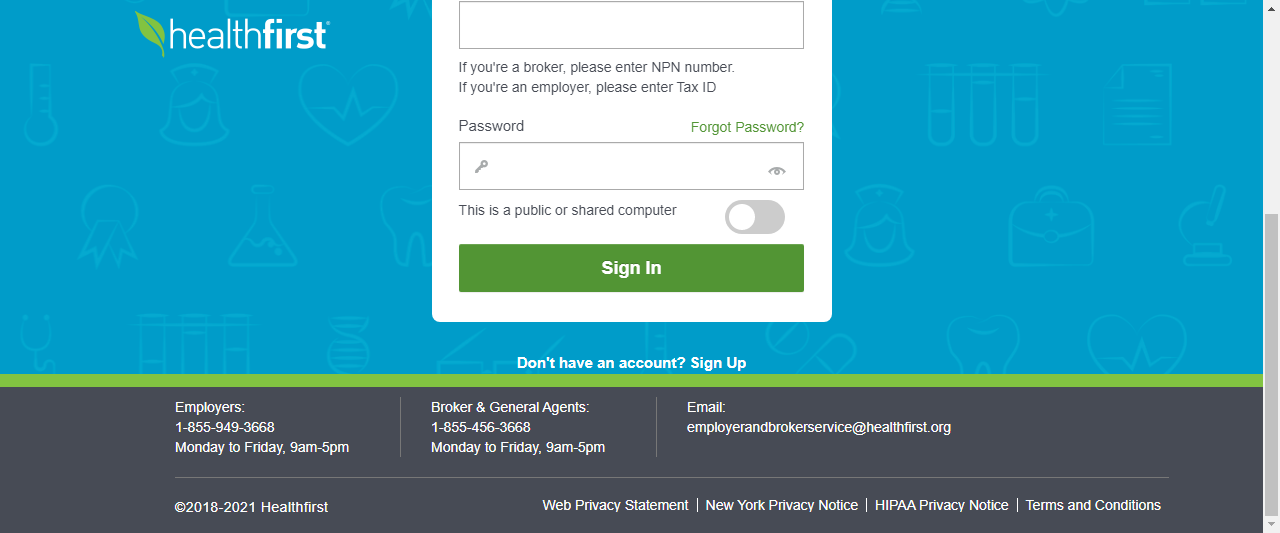 healthfirst®
If you're a broker, please enter NPN number.
If you're an employer, please enter Tax ID
Password
Forgot Password?
This is a public or shared computer
Sign In
Don't have an account? Sign Up
Employers:
1-855-949-3668
Monday to Friday, 9am-5pm
Broker & General Agents:
1-855-456-3668
Monday to Friday, 9am-5pm
Email:
employerandbrokerservice@healthfirst.org
©2018-2021 Healthfirst
Web Privacy Statement | New York Privacy Notice | HIPAA Privacy Notice | Terms and Conditions